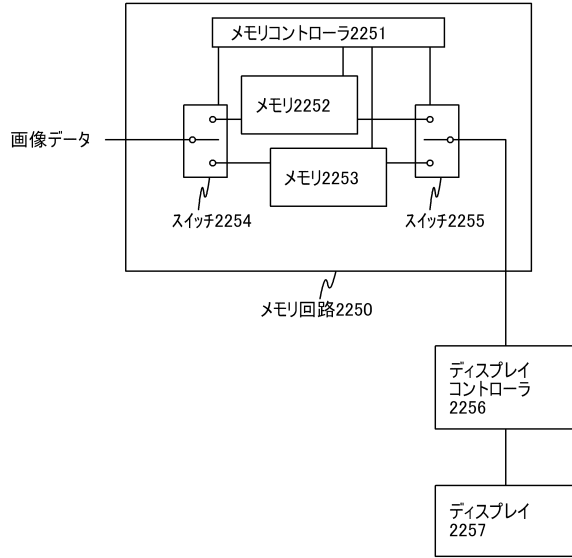 メモリコントローラ2251
メモリ2252
画像データ
メモリ2253
スイッチ2254
スイッチ2255
メモリ回路2250
ディスプレイ
コントローラ
2256
ディスプレイ
2257